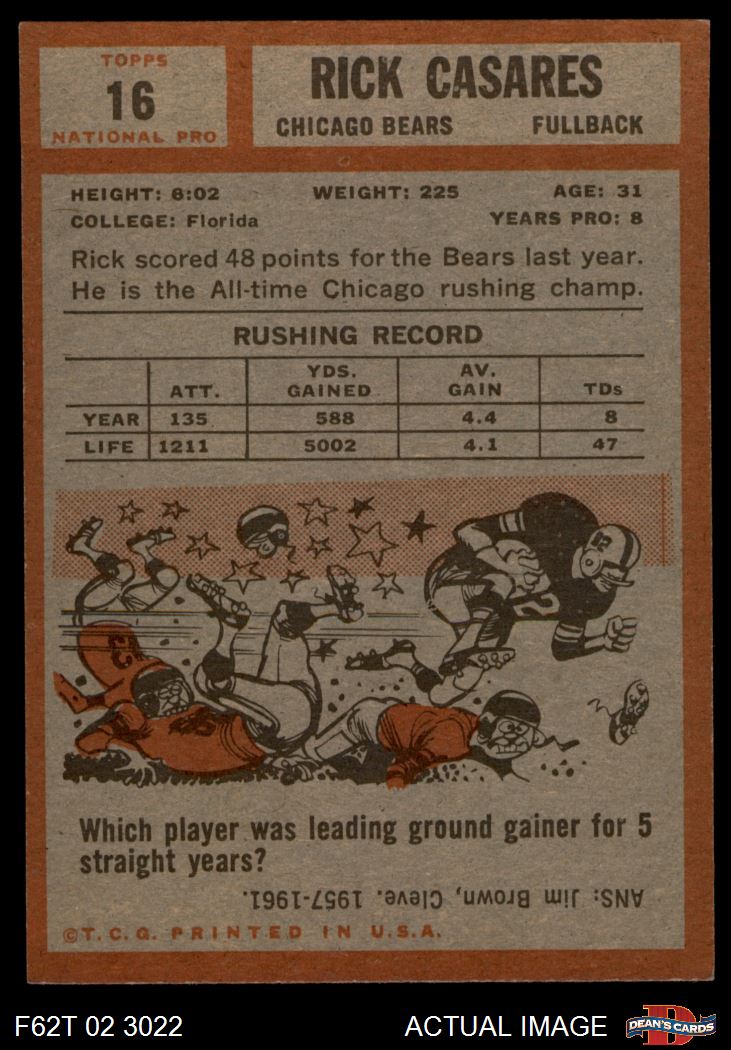 TOPPS
16
NATIONAL PRO
RICK CASARES
CHICAGO BEARS FULLBACK
HEIGHT: 6:02 WEIGHT: 225 AGE: 31
COLLEGE: Florida YEARS PRO: 8
Rick scored 48 points for the Bears last year.
He is the All-time Chicago rushing champ.
RUSHING RECORD
ATT. YDS. GAINED AV. GAIN TDs
YEAR 135 588 4.4 8
LIFE 1211 5002 4.1 47
Which player was leading ground gainer for 5
straight years?
ANS: Jim Brown, Cleve. 1957-1961.
©T.C.G. PRINTED IN U.S.A.
F62T 02 3022 ACTUAL IMAGE
D
DEAN'S CARDS